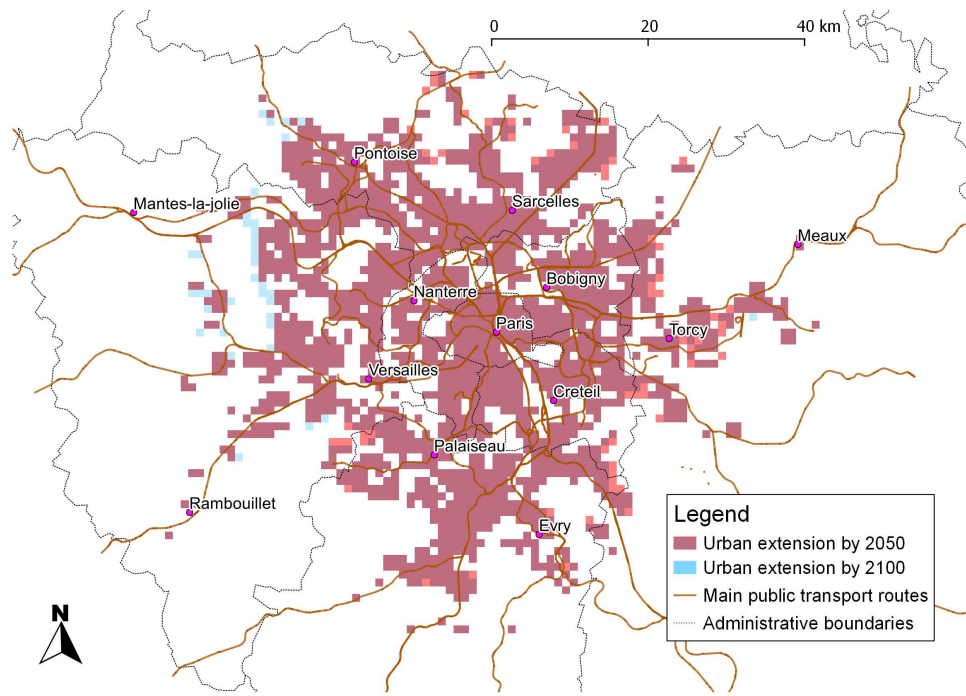 0 20 40 km
Pontoise
Mantes-la-jolie
Sarcelles
Meaux
Bobigny
Nanterre
Paris
Torcy
Versailles
Creteil
Palaiseau
Rambouillet
Evry
Legend
Urban extension by 2050
Urban extension by 2100
Main public transport routes
Administrative boundaries
N